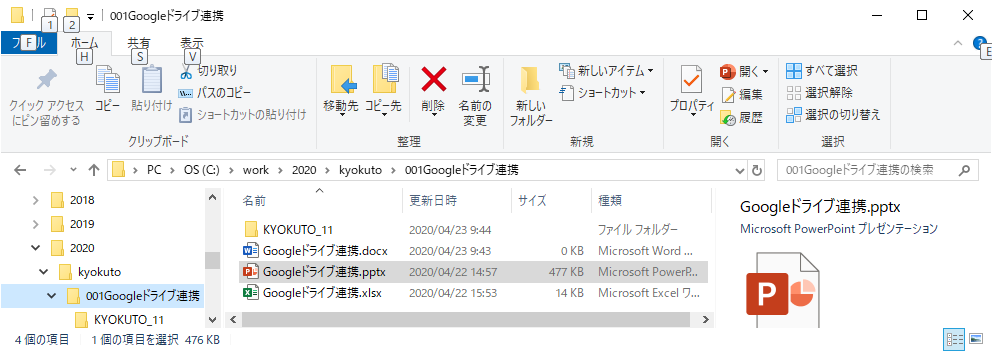 001Googleドライブ連携
1 2
F ファイル ホーム 共有 表示
H S V E
クイック アクセスにピン留めする
コピー
貼り付け
切り取り
パスのコピー
ショートカットの貼り付け
クリップボード
移動先
コピー先
削除
名前の変更
整理
新しいフォルダー
新しいアイテム
ショートカット
新規
プロパティ
開く
編集
履歴
開く
すべて選択
選択解除
選択の切り替え
選択
PC > OS (C:) > work > 2020 > kyokuto > 001Googleドライブ連携
001Googleドライブ連携の検索
2018
2019
2020
kyokuto
001Googleドライブ連携
KYOKUTO_11
名前 更新日時 サイズ 種類
KYOKUTO_11 2020/04/23 9:44 ファイル フォルダー
Googleドライブ連携.docx 2020/04/23 9:43 0 KB Microsoft Word ...
Googleドライブ連携.pptx 2020/04/22 14:57 477 KB Microsoft PowerP...
Googleドライブ連携.xlsx 2020/04/22 15:53 14 KB Microsoft Excel ワ...
Googleドライブ連携.pptx
Microsoft PowerPoint プレゼンテーション
P
4 個の項目 1 個の項目を選択 476 KB